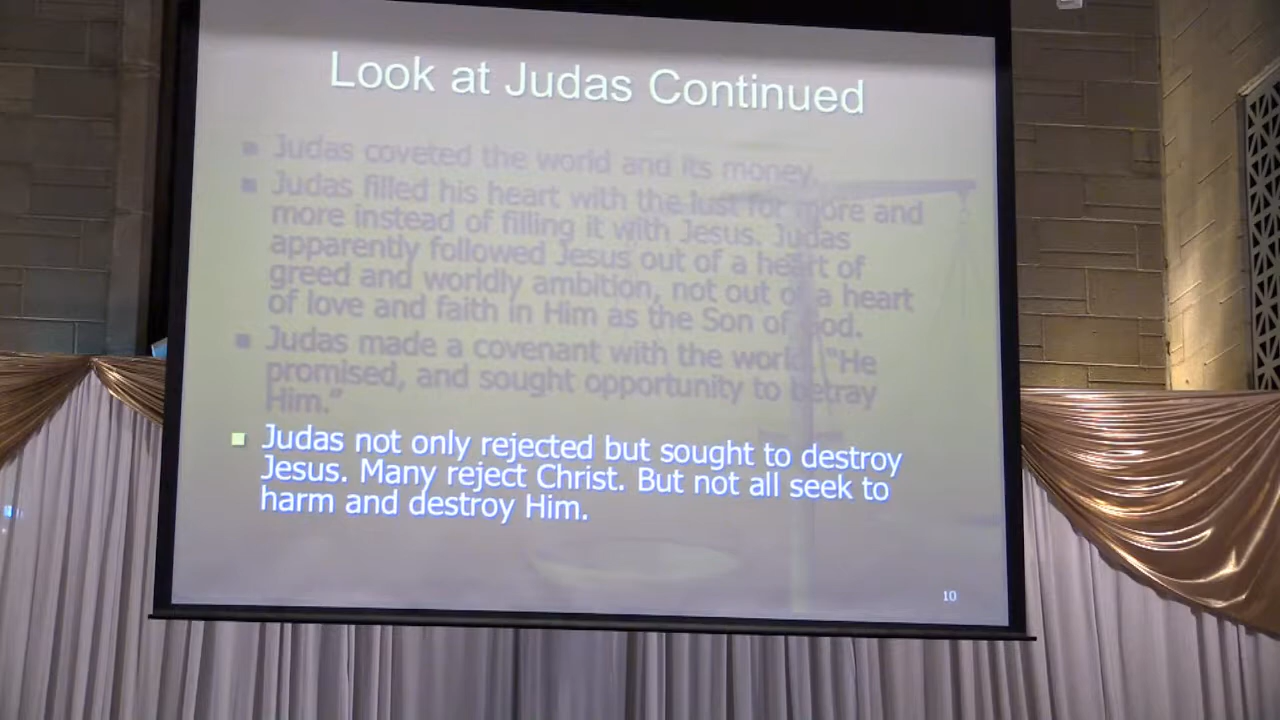 Look at Judas Continued
Judas coveted the world and its money.
Judas filled his heart with the lust for more and
more instead of filling it with Jesus. Judas
apparently followed Jesus out of a heart of
greed and worldly ambition, not out of a heart
of love and faith in Him as the Son of God.
Judas made a covenant with the world. "He
promised, and sought opportunity to betray
Him."
Judas not only rejected but sought to destroy
Jesus. Many reject Christ. But not all seek to
harm and destroy Him.
10